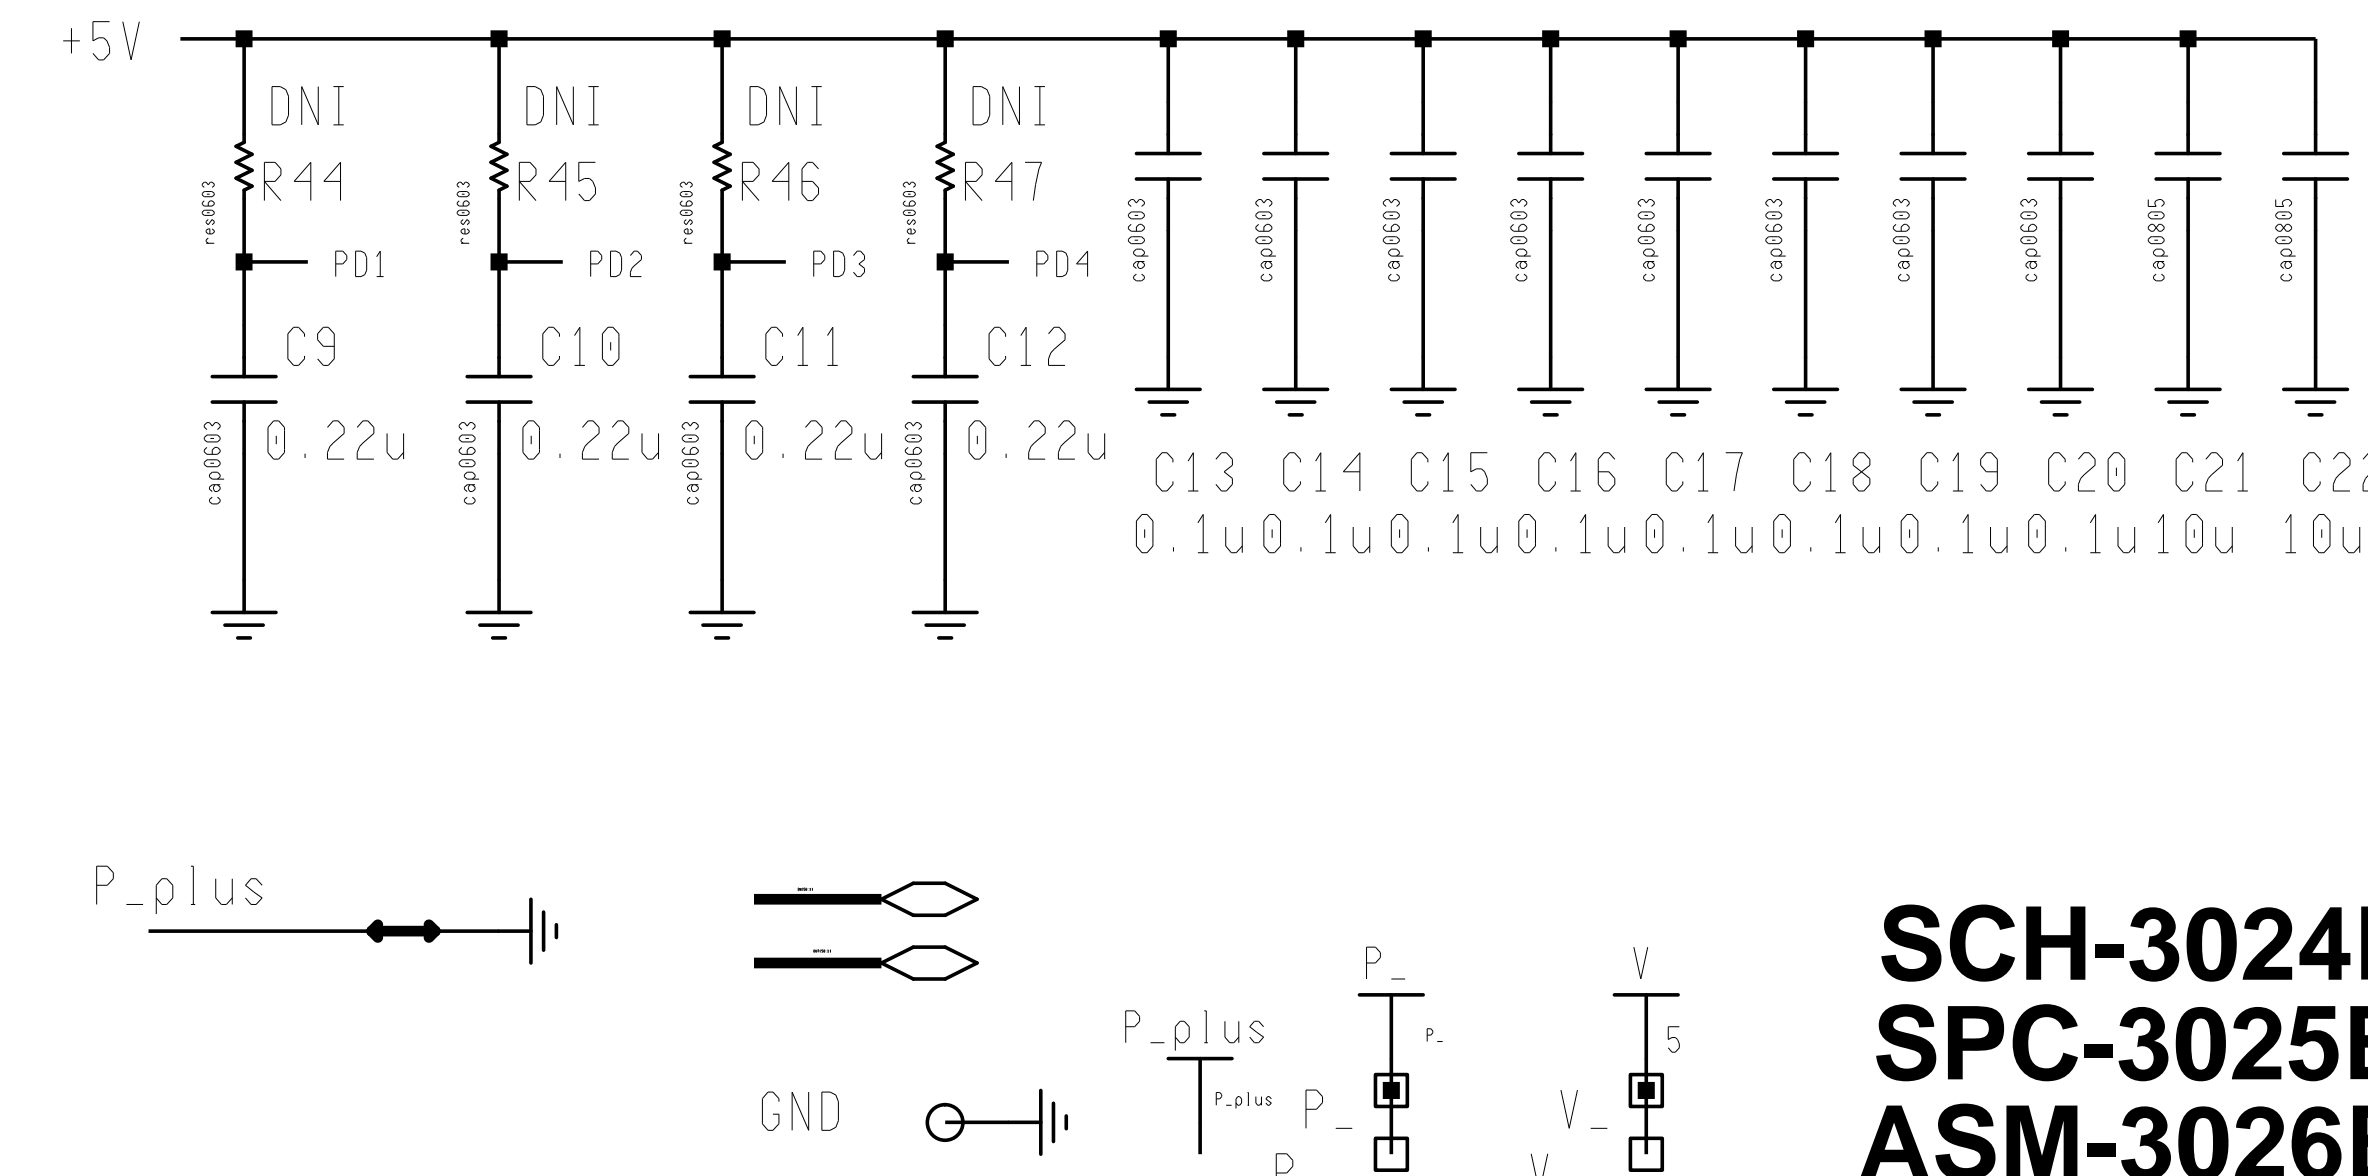 +5V
DNI DNI DNI DNI
R44 R45 R46 R47
res0603 res0603 res0603 res0603
cap0603 cap0603 cap0603 cap0603 cap0603 cap0603 cap0603 cap0603 cap0805 cap0805
PD1 PD2 PD3 PD4
C9 C10 C11 C12
0.22u 0.22u 0.22u 0.22u
cap0603 cap0603 cap0603 cap0603
C13 C14 C15 C16 C17 C18 C19 C20 C21 C22
0.1u 0.1u 0.1u 0.1u 0.1u 0.1u 0.1u 0.1u 10u 10u
P_plus
SCH-3024
P_ V
P_plus P_ 5
SPC-3025
P_plus
GND P_ V_
ASM-3026
P V